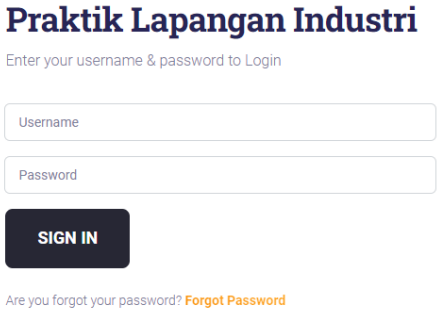 Praktik Lapangan Industri
Enter your username & password to Login
Username
Password
SIGN IN
Are you forgot your password? Forgot Password